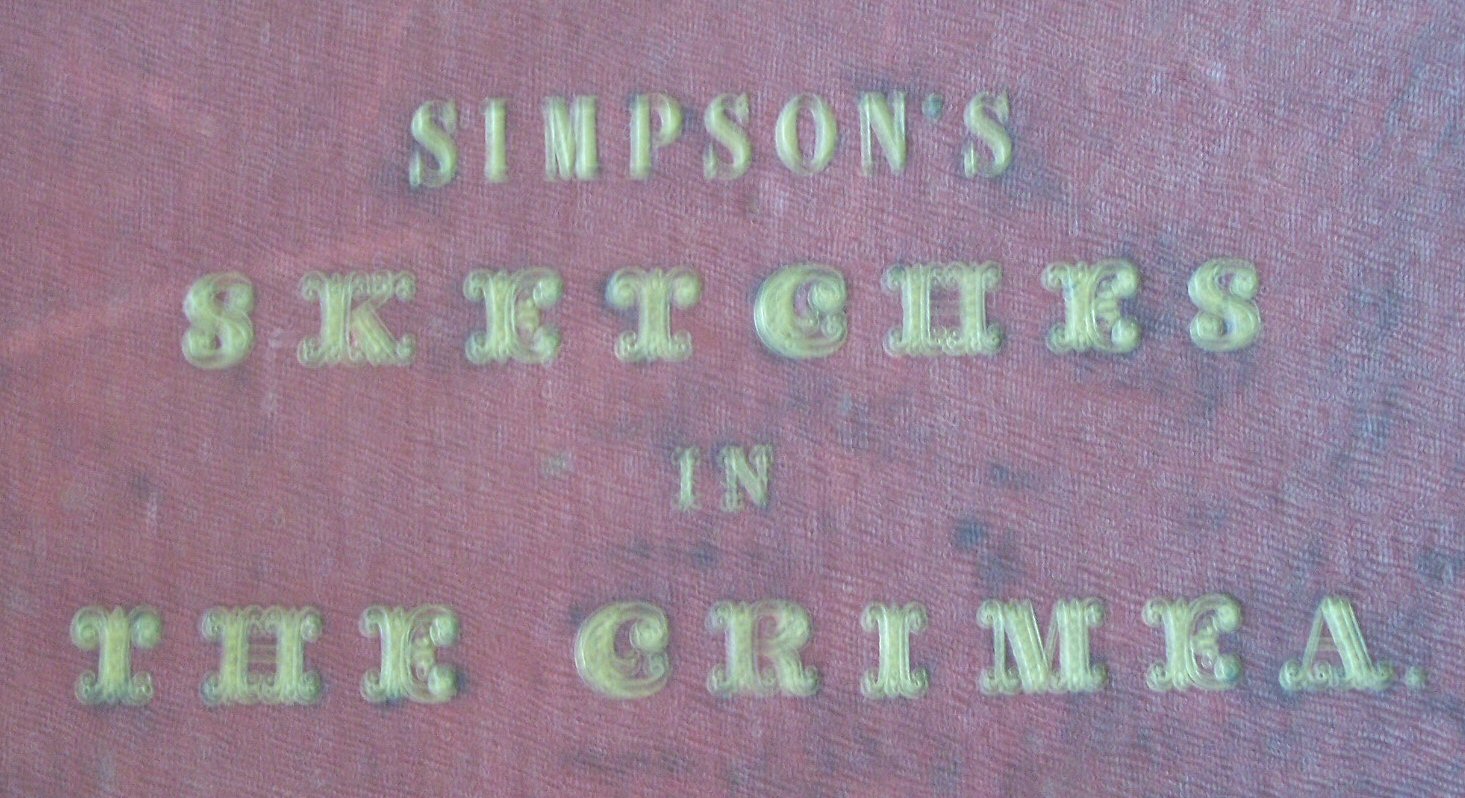 SIMPSON'S
SKETCHES
IN
THE CRIMEA.